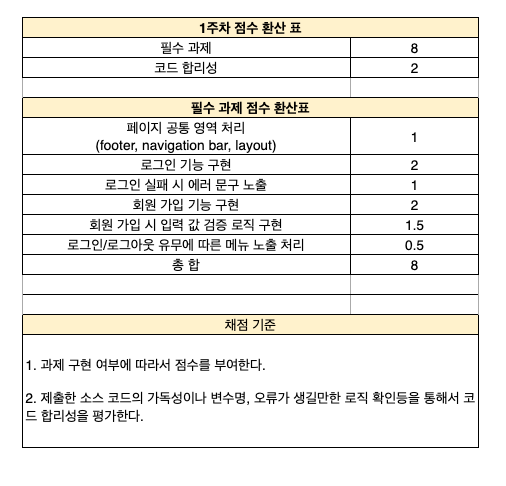 1주차 점수 환산 표
필수 과제 8
코드 합리성 2
필수 과제 점수 환산표
페이지 공통 영역 처리
(footer, navigation bar, layout) 1
로그인 기능 구현 2
로그인 실패 시 에러 문구 노출 1
회원 가입 기능 구현 2
회원 가입 시 입력 값 검증 로직 구현 1.5
로그인/로그아웃 유무에 따른 메뉴 노출 처리 0.5
총 합 8
채점 기준
1. 과제 구현 여부에 따라서 점수를 부여한다.
2. 제출한 소스 코드의 가독성이나 변수명, 오류가 생길만한 로직 확인등을 통해서 코
드 합리성을 평가한다.